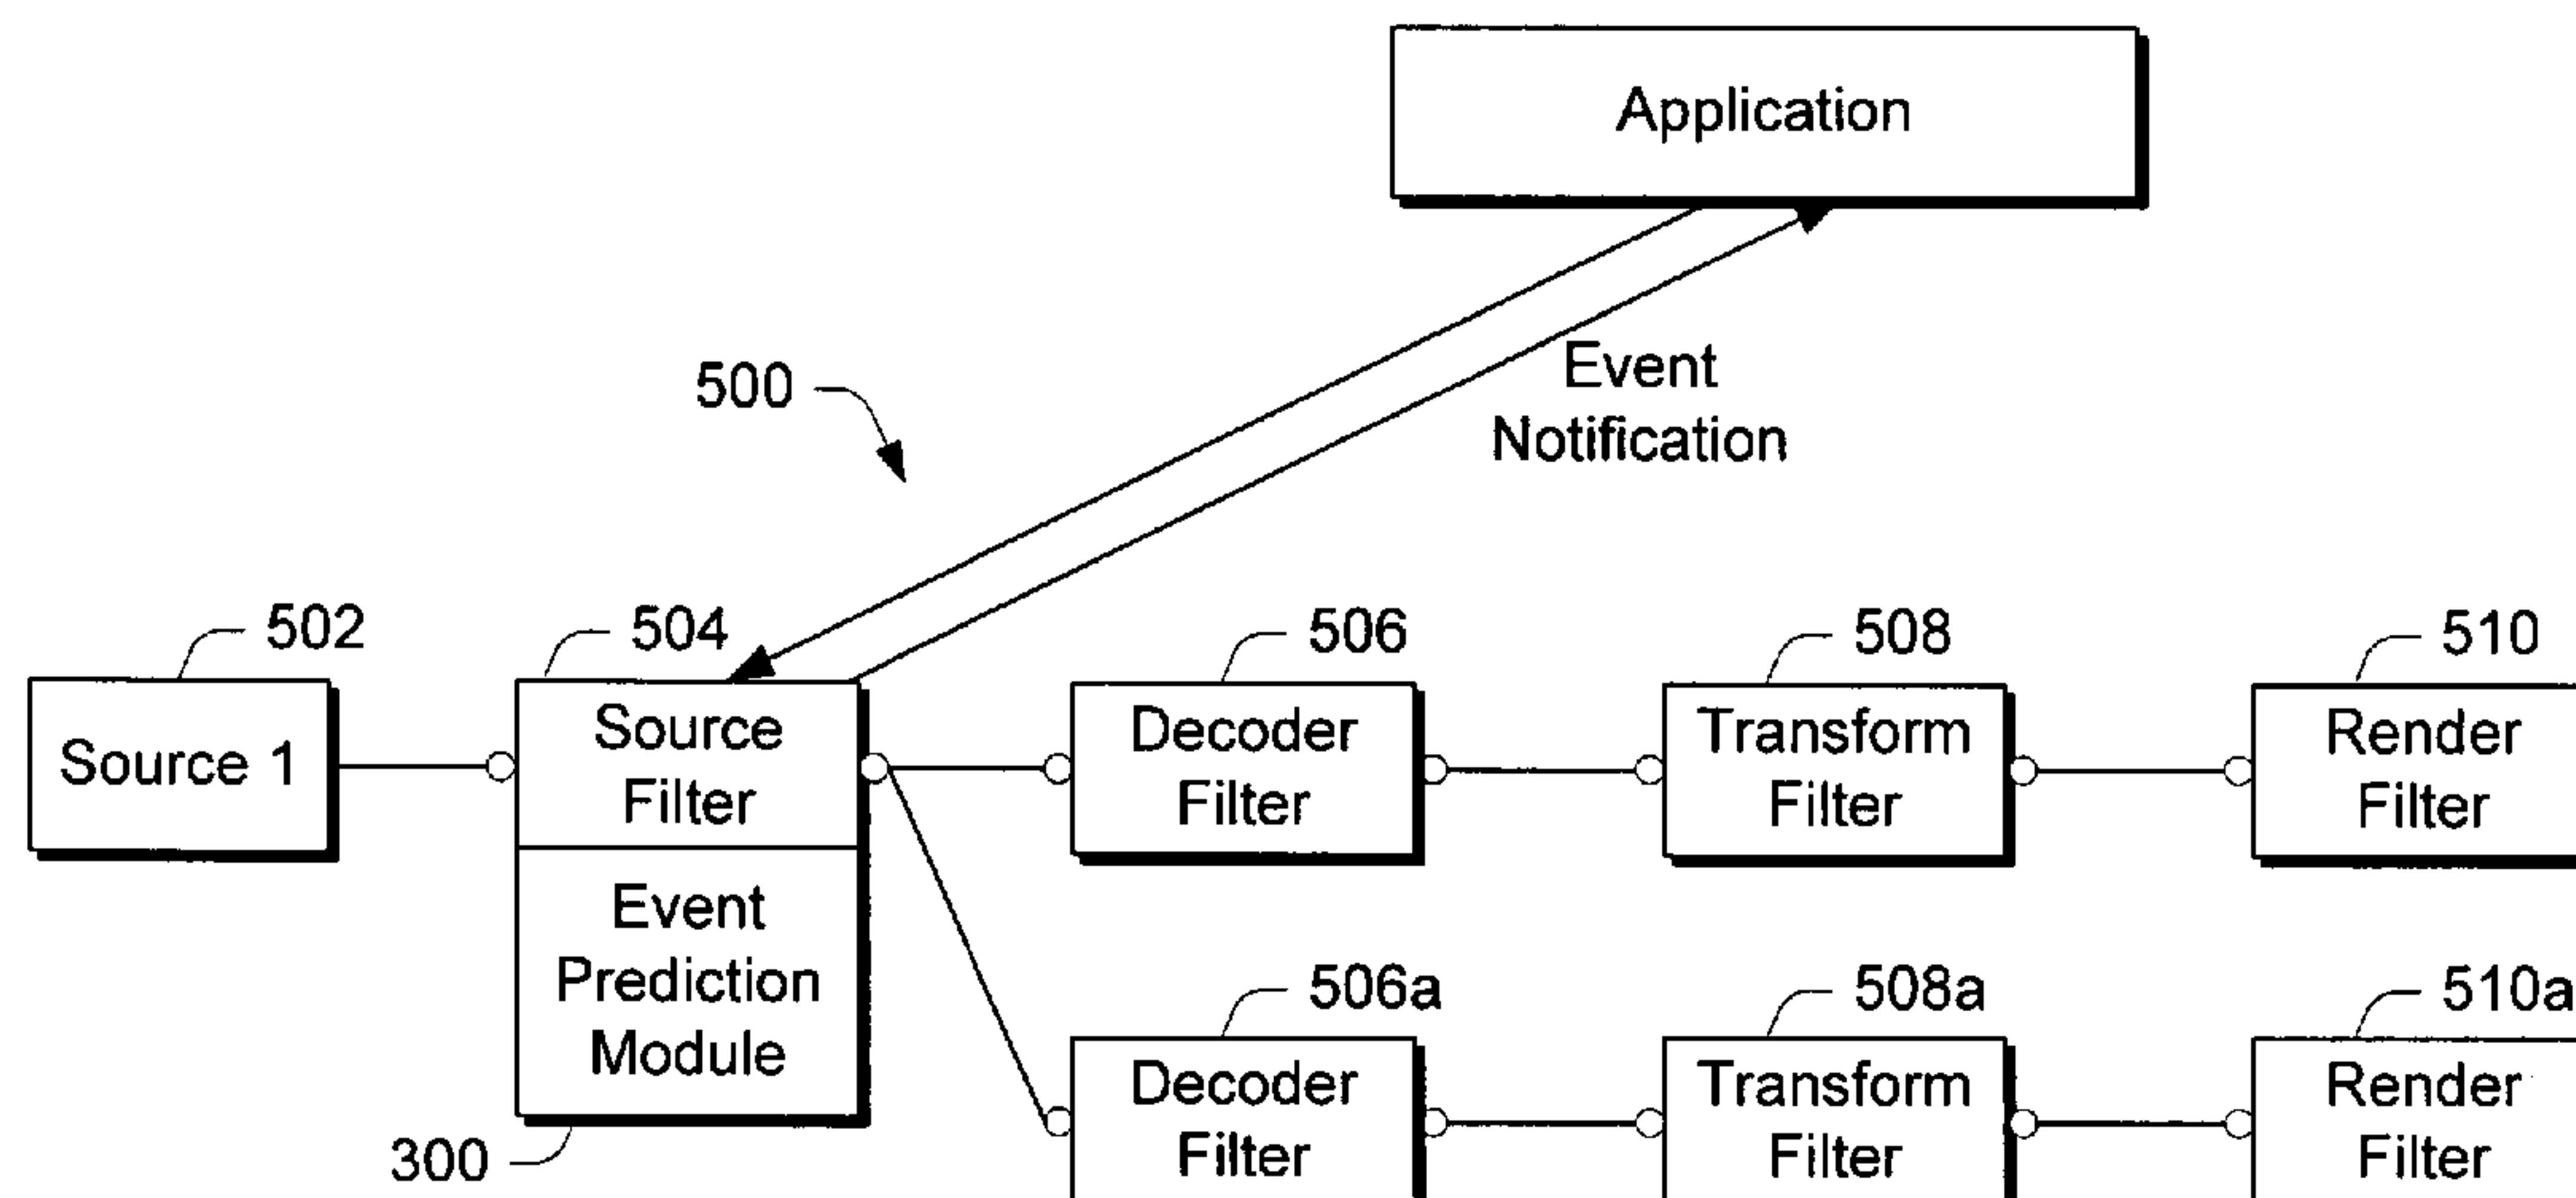 Application
Event
Notification
500
502
504
506
508
510
Source 1
Source
Filter
Decoder
Filter
Transform
Filter
Render
Filter
Event
Prediction
Module
300
506a
508a
510a
Decoder
Filter
Transform
Filter
Render
Filter